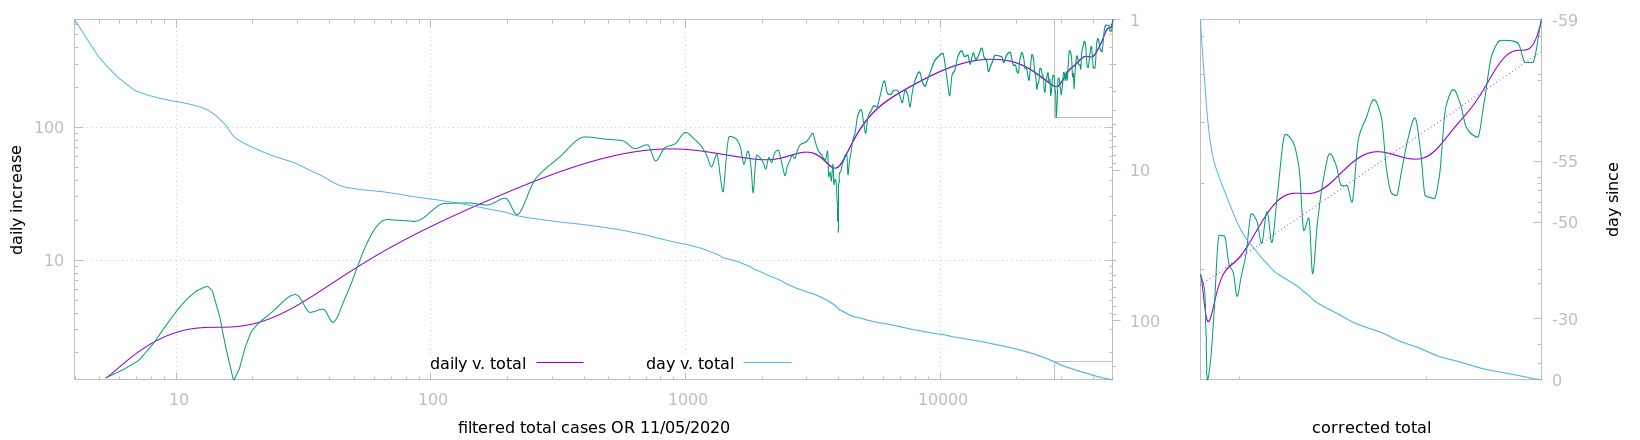 1
-59
100
10
-55
-50
10
-30
100
daily increase
day since
daily v. total
day v. total
0
10
100
1000
10000
filtered total cases OR 11/05/2020
corrected total